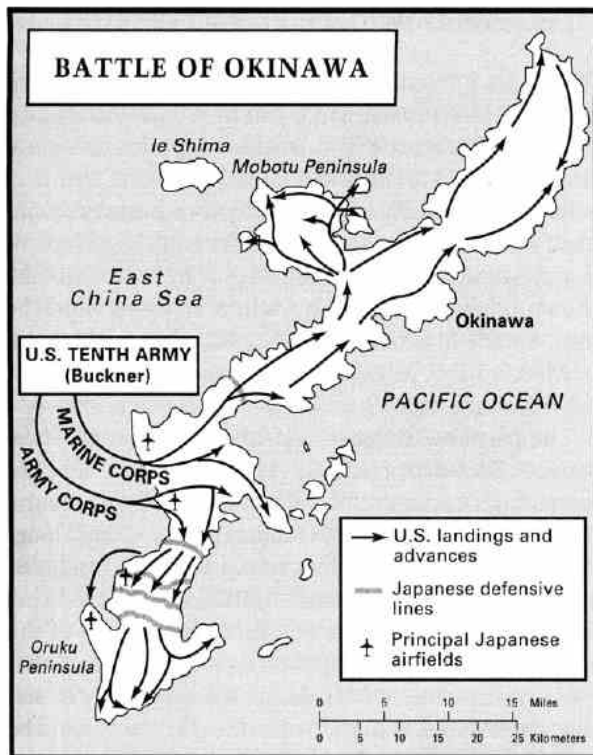 BATTLE OF OKINAWA
Ie Shima
Mobotu Peninsula
East
China Sea
Okinawa
U.S. TENTH ARMY
(Buckner)
PACIFIC OCEAN
MARINE CORPS
ARMY CORPS
U.S. landings and
advances
Japanese defensive
lines
Principal Japanese
airfields
Oruku
Peninsula
0 5 10 15 Miles
0 5 10 15 20 25 Kilometers